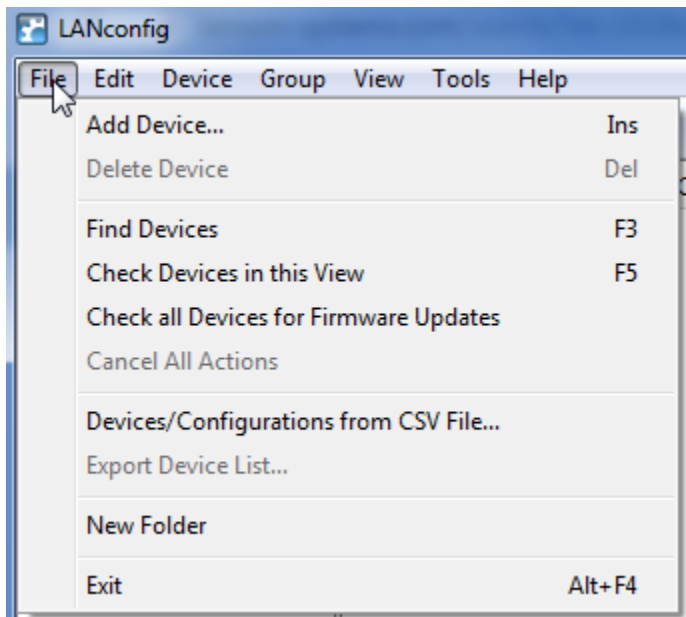 LANconfig
File Edit Device Group View Tools Help
Add Device... Ins
Delete Device Del
Find Devices F3
Check Devices in this View F5
Check all Devices for Firmware Updates
Cancel All Actions
Devices/Configurations from CSV File...
Export Device List...
New Folder
Exit Alt+F4